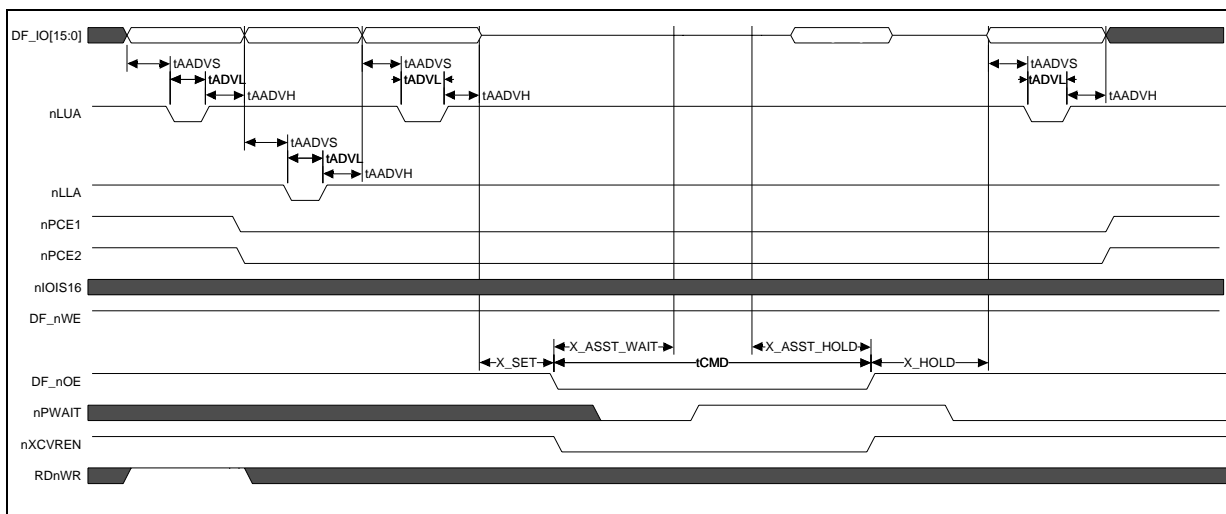 DF_IO[15:0]
tAADVS tAADVS tAADVS
tADVL tADVL tADVL
tAADVH tAADVH tAADVH
nLUA
tAADVS
tADVL
tAADVH
nLLA
nPCE1
nPCE2
nIOIS16
DF_nWE
X_ASST_WAIT X_ASST_HOLD
X_SET tCMD X_HOLD
DF_nOE
nPWAIT
nXCVREN
RDnWR